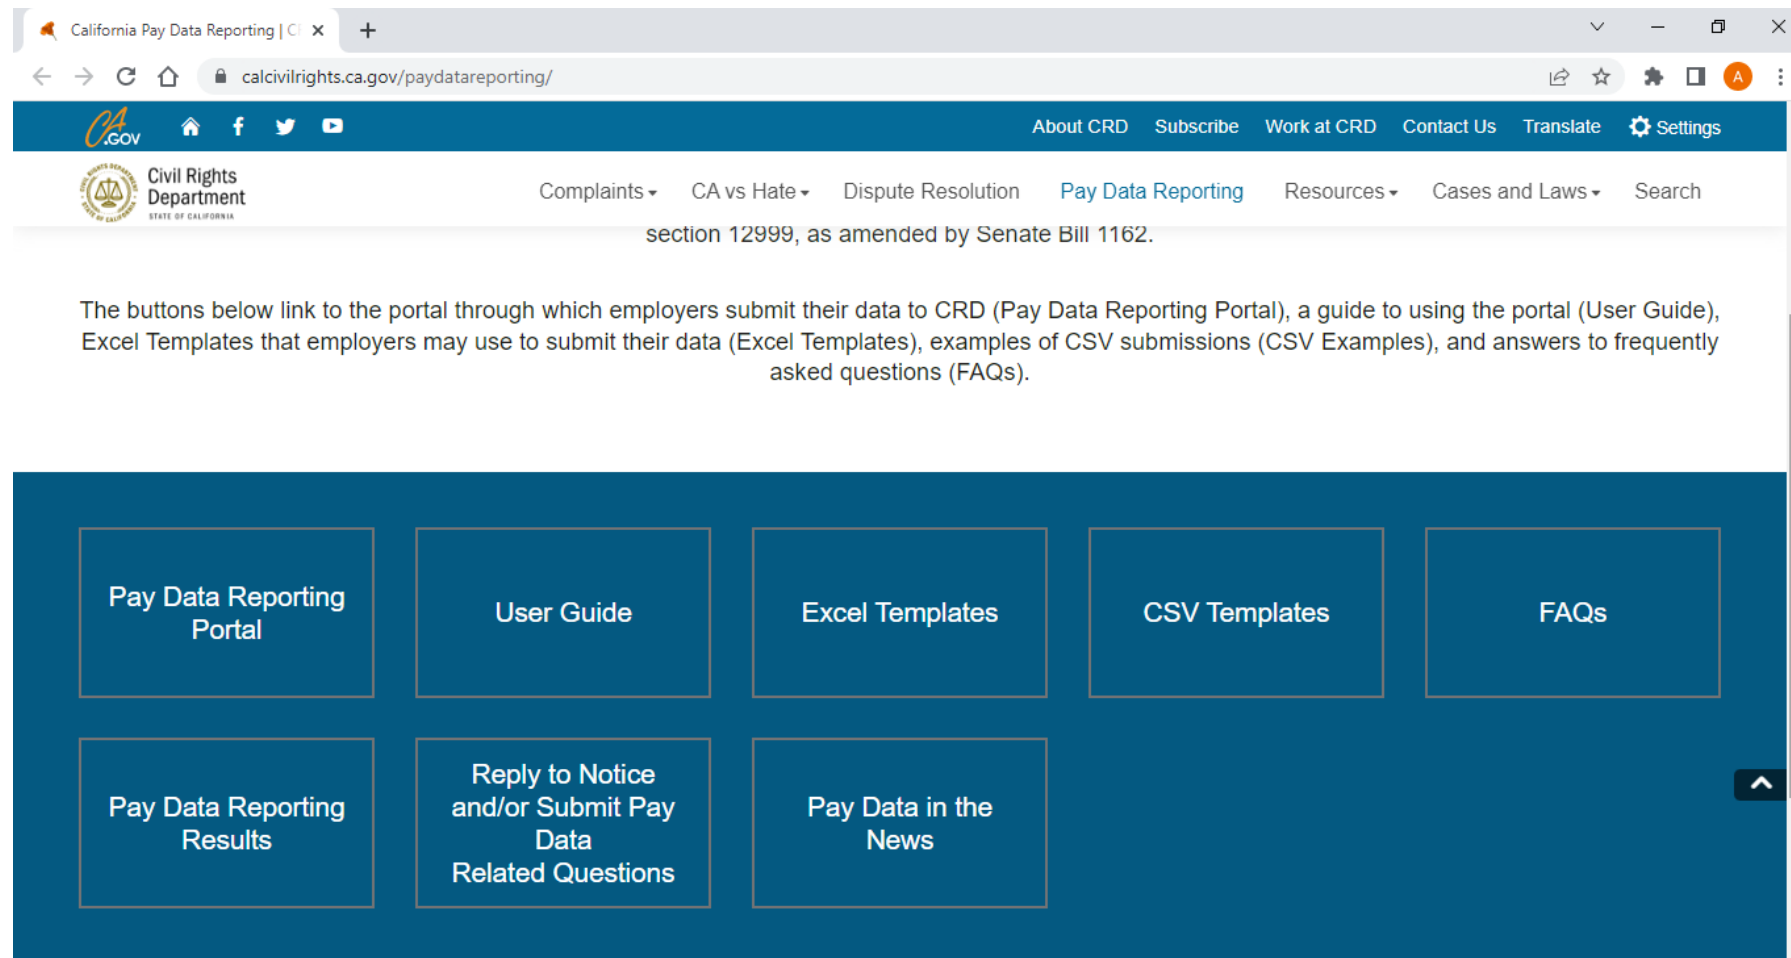 California Pay Data Reporting | C
calcivilrights.ca.gov/paydatareporting/
A
CA.GOV
About CRD Subscribe Work at CRD Contact Us Translate Settings
Civil Rights
Department
STATE OF CALIFORNIA
Complaints CA vs Hate Dispute Resolution Pay Data Reporting Resources Cases and Laws Search
section 12999, as amended by Senate Bill 1162.
The buttons below link to the portal through which employers submit their data to CRD (Pay Data Reporting Portal), a guide to using the portal (User Guide),
Excel Templates that employers may use to submit their data (Excel Templates), examples of CSV submissions (CSV Examples), and answers to frequently
asked questions (FAQs).
Pay Data Reporting
Portal
User Guide
Excel Templates
CSV Templates
FAQs
Pay Data Reporting
Results
Reply to Notice
and/or Submit Pay
Data
Related Questions
Pay Data in the
News